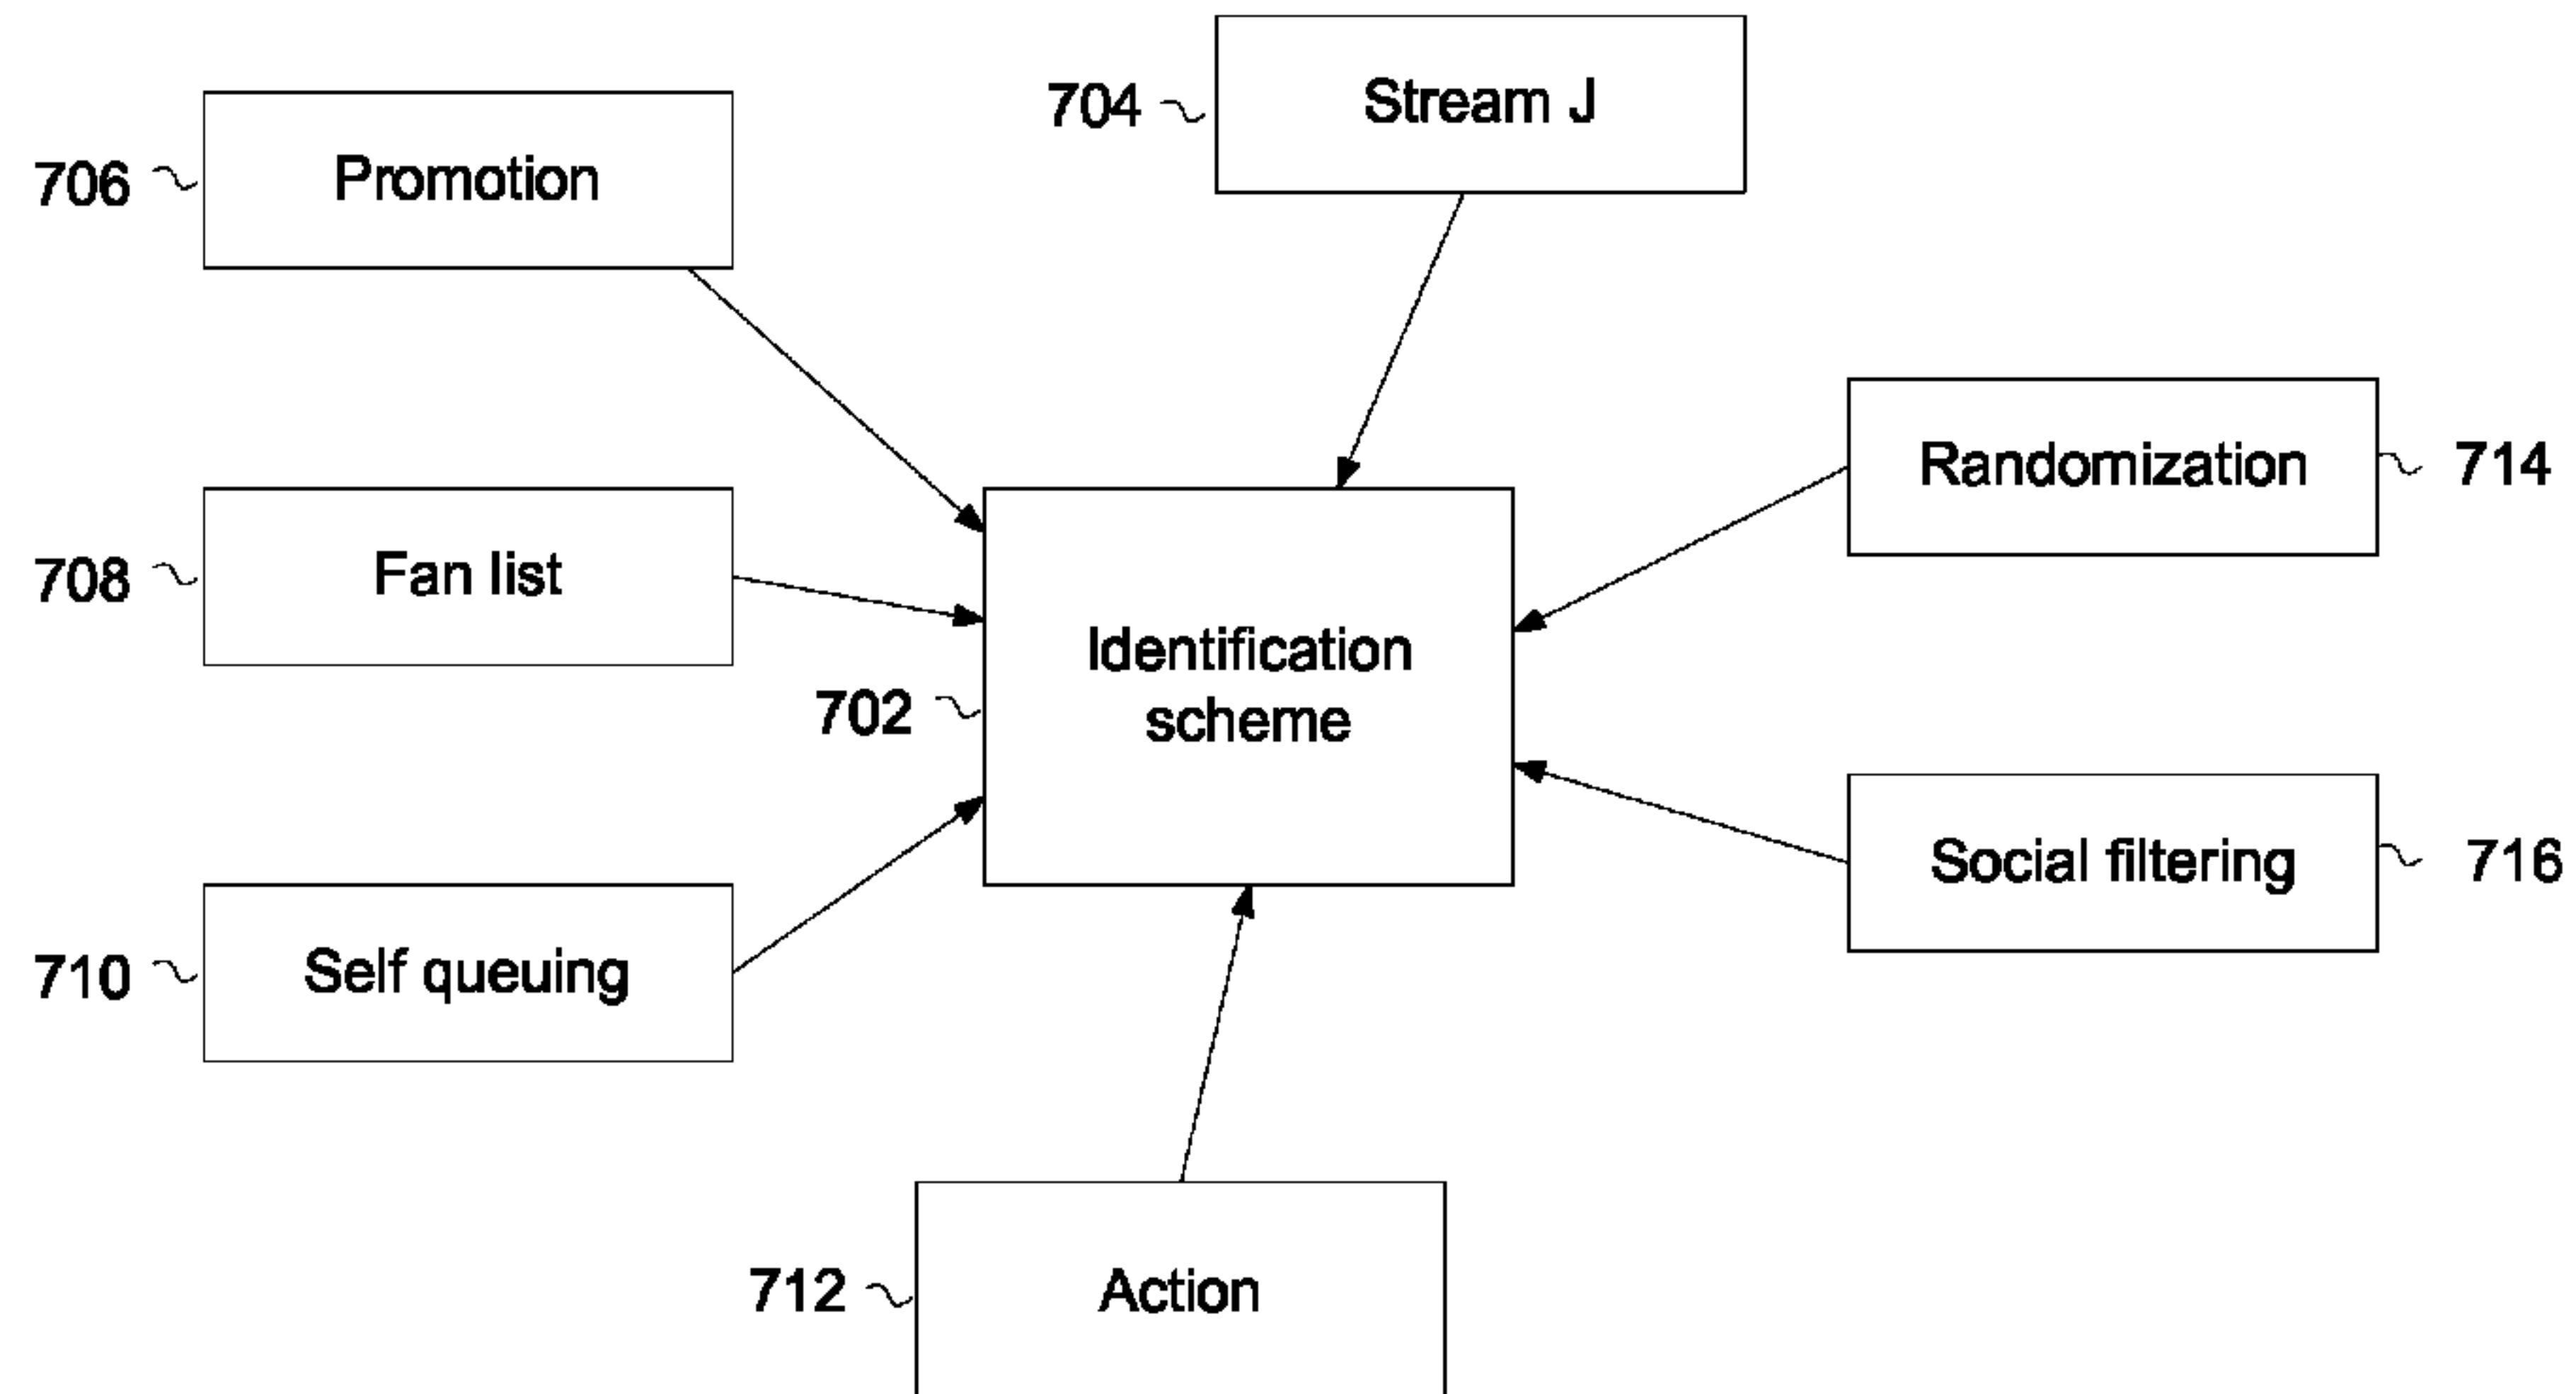 704
Stream J
706
Promotion
Randomization
714
708
Fan list
Identification
scheme
702
Social filtering
716
710
Self queuing
712
Action